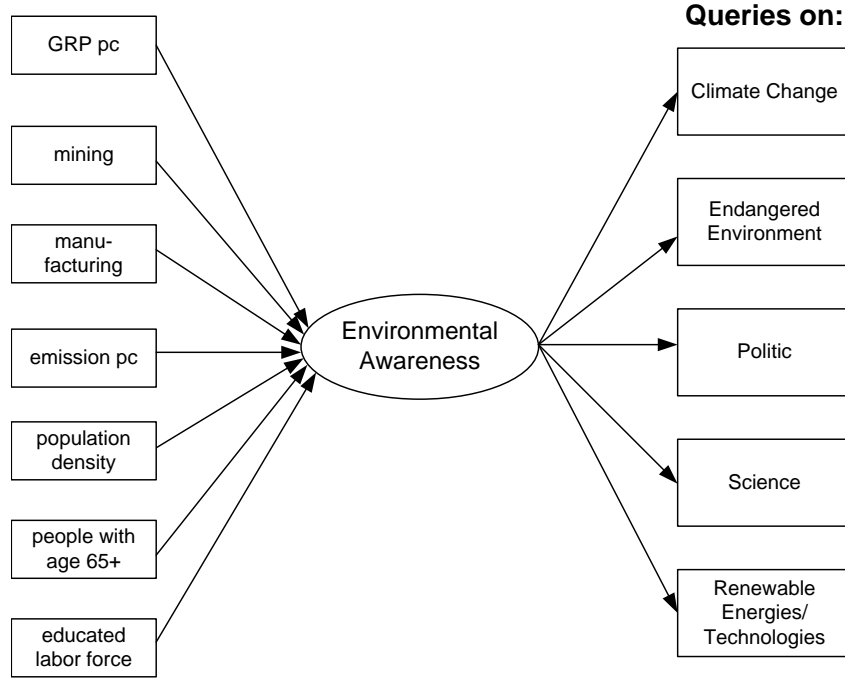 Queries on:
GRP pc
mining
manu-
facturing
emission pc
population
density
people with
age 65+
educated
labor force
Environmental
Awareness
Climate Change
Endangered
Environment
Politic
Science
Renewable
Energies/
Technologies